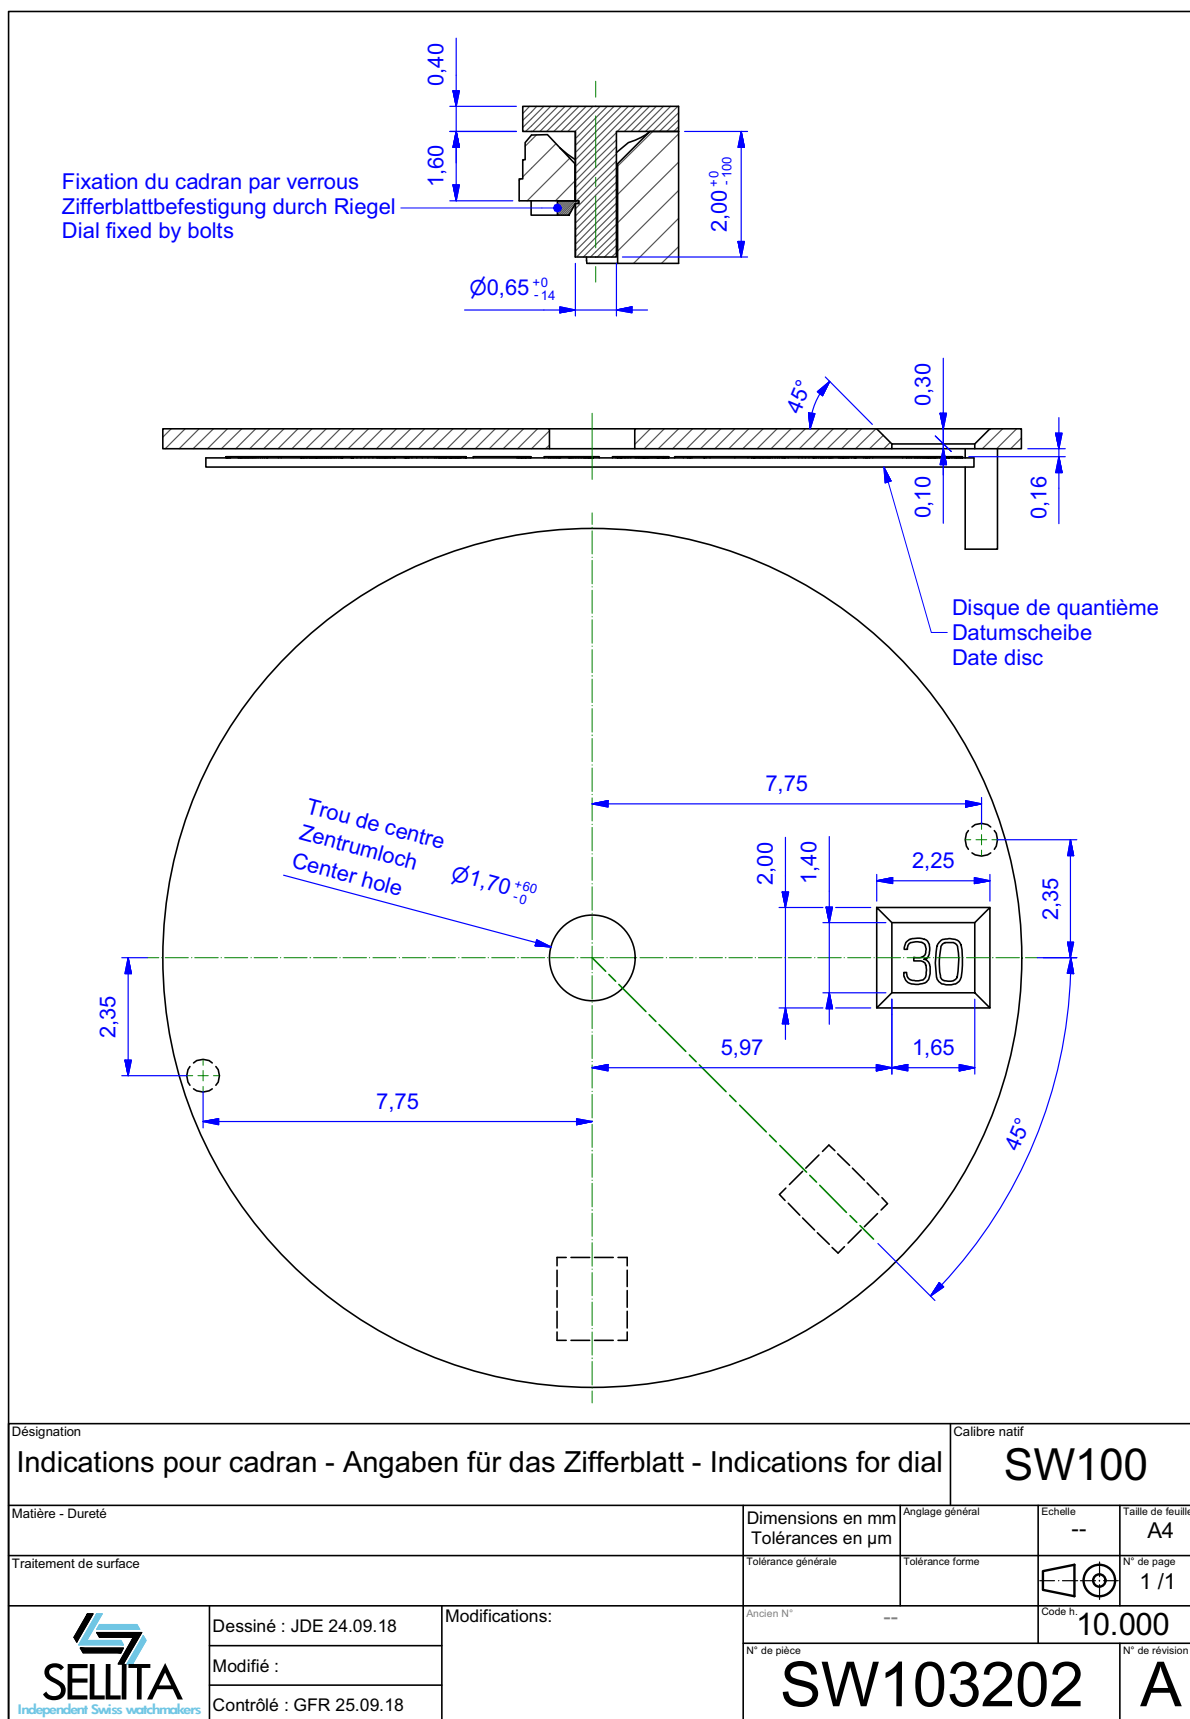 0,40
1,60
2,00 +0 -100
Fixation du cadran par verrous
Zifferblattbefestigung durch Riegel
Dial fixed by bolts
Ø0,65 +0 -14
45°
0,30
0,10
0,16
Disque de quantième
Datumscheibe
Date disc
7,75
Trou de centre
Zentrumloch
Center hole
Ø1,70 +60 -0
2,00
1,40
2,25
2,35
30
2,35
5,97
1,65
7,75
45°
Désignation
Indications pour cadran - Angaben für das Zifferblatt - Indications for dial
Calibre natif
SW100
Matière - Dureté
Dimensions en mm
Tolérances en µm
Anglage général
Echelle
--
Taille de feuille
A4
Traitement de surface
Tolérance générale
Tolérance forme
N° de page
1 /1
SELLITA
Independent Swiss watchmakers
Dessiné : JDE 24.09.18
Modifié :
Contrôlé : GFR 25.09.18
Modifications:
Ancien N°
--
Code h.
10.000
N° de pièce
SW103202
N° de révision
A